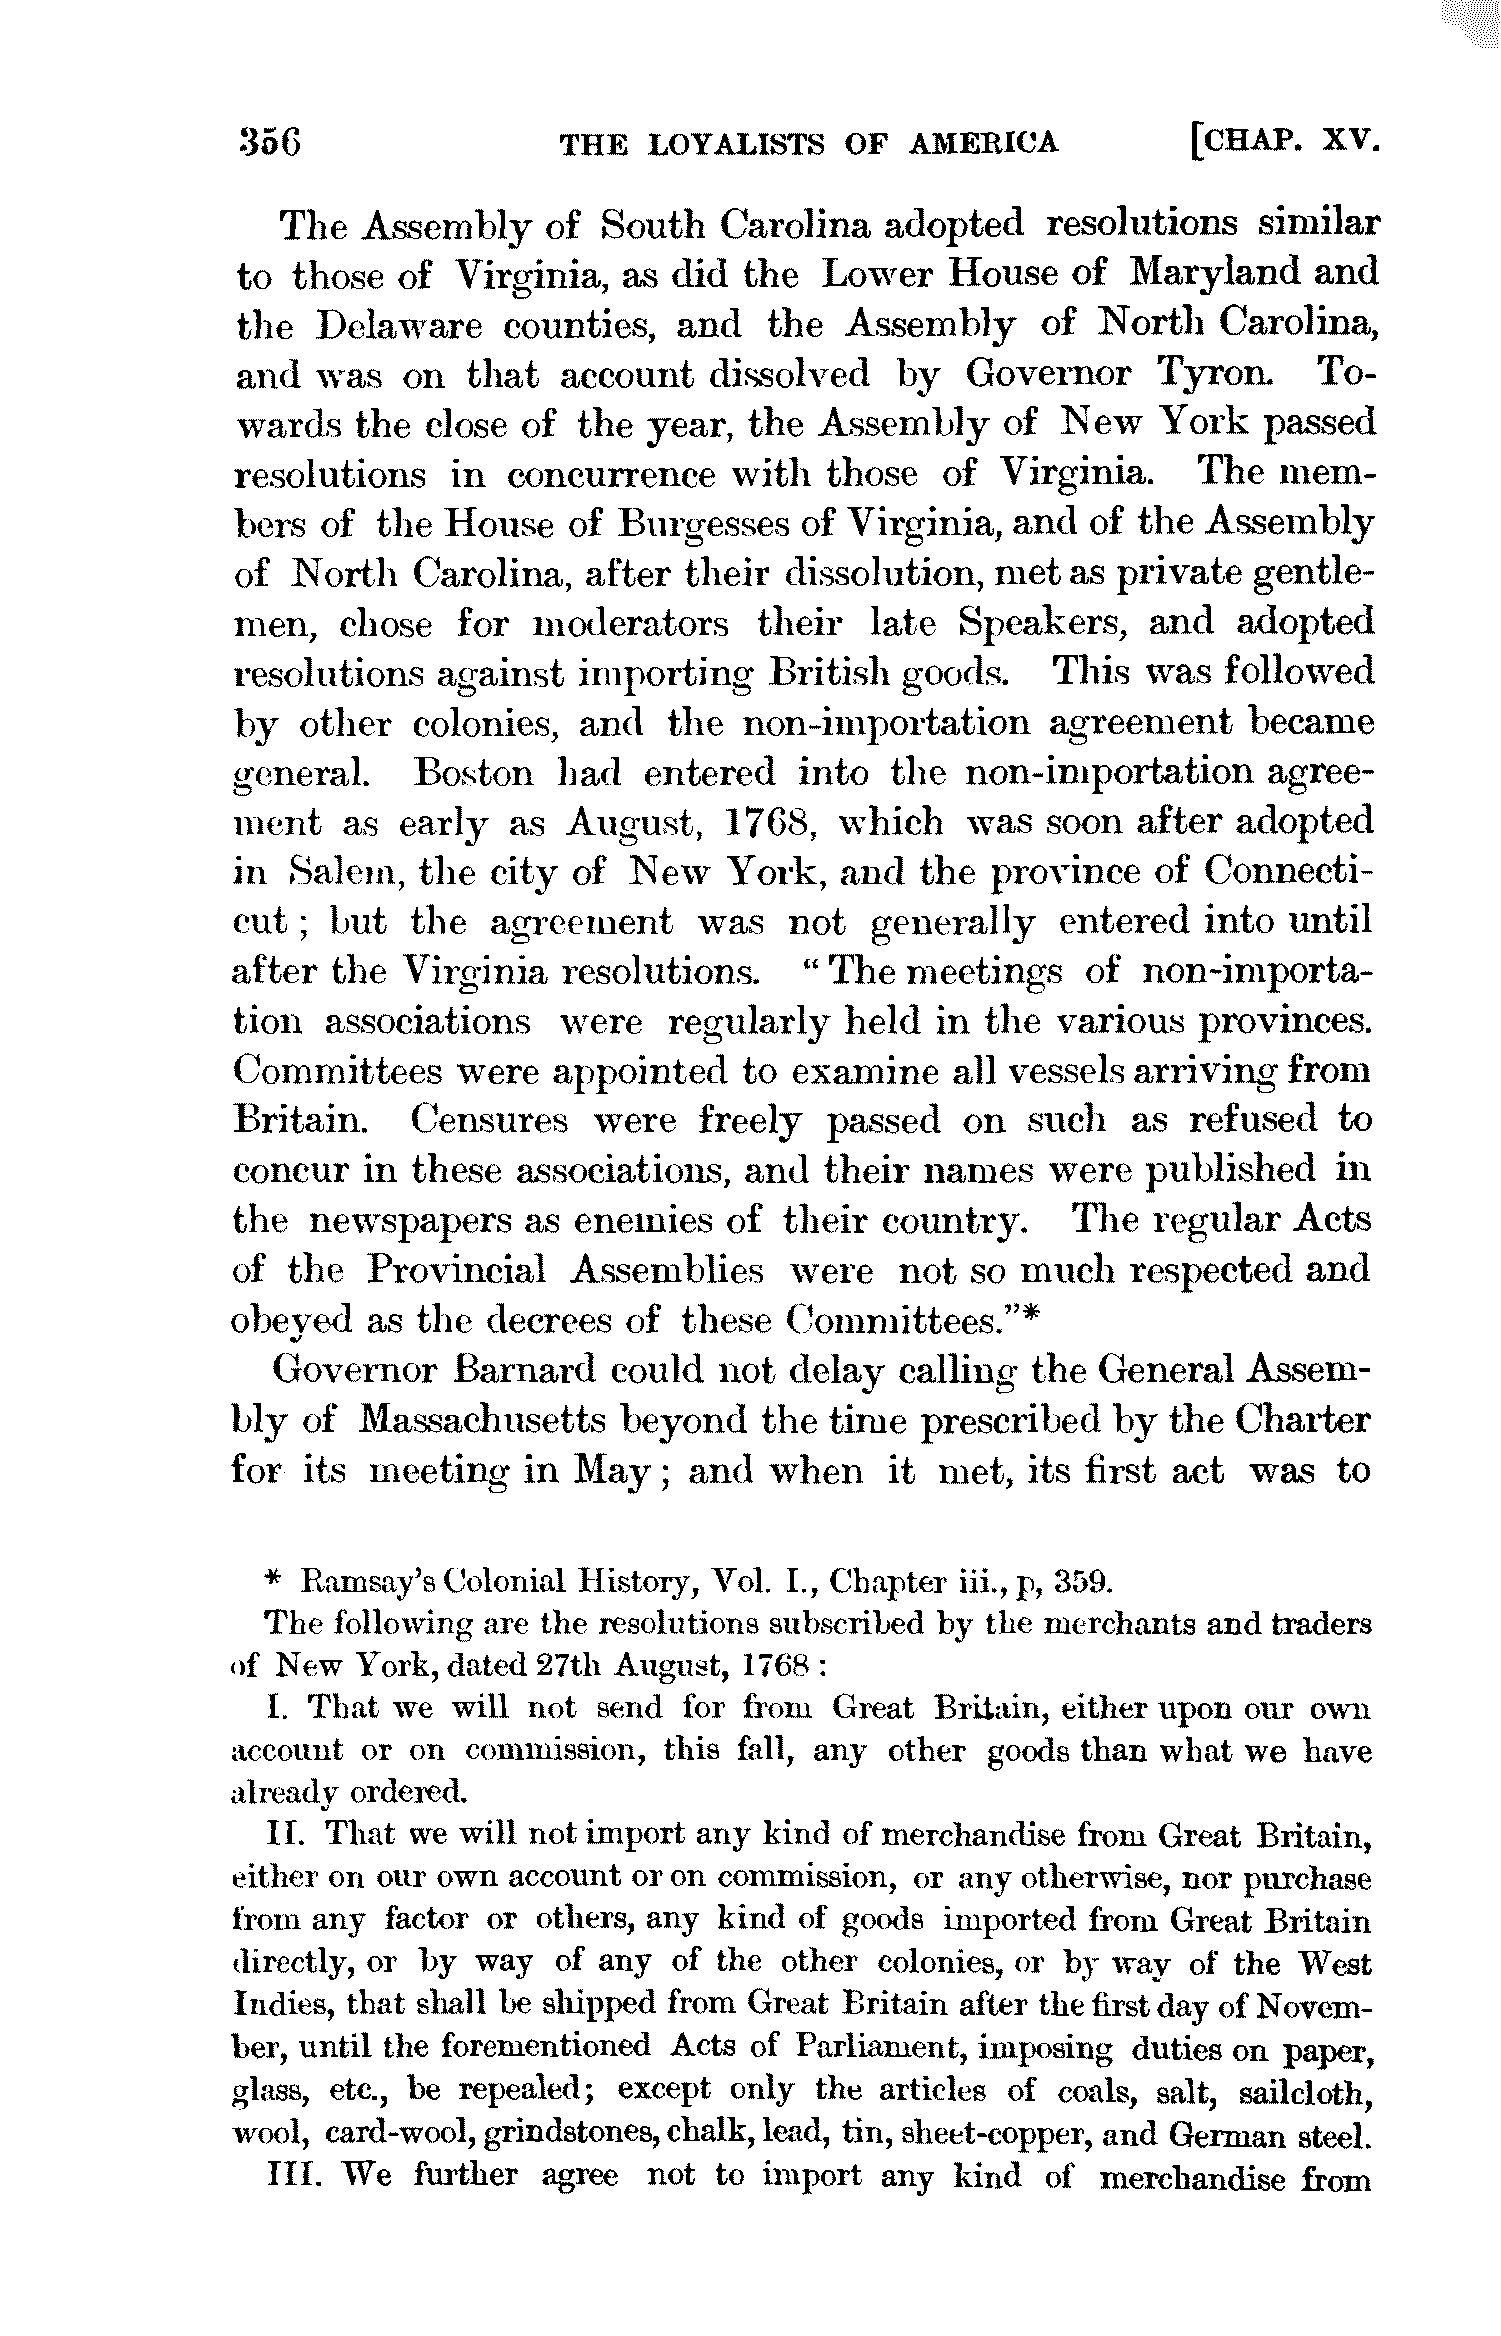 356 THE LOYALISTS OF AMERICA [CHAP. XV.
The Assembly of South Carolina adopted resolutions similar
to those of Virginia, as did the Lower House of Maryland and
the Delaware counties, and the Assembly of North Carolina,
and was on that account dissolved by Governor Tyron. To-
wards the close of the year, the Assembly of New York passed
resolutions in concurrence with those of Virginia. The mem-
bers of the House of Burgesses of Virginia, and of the Assembly
of North Carolina, after their dissolution, met as private gentle-
men, chose for moderators their late Speakers, and adopted
resolutions against importing British goods. This was followed
by other colonies, and the non-importation agreement became
general. Boston had entered into the non-importation agree-
ment as early as August, 1768, which was soon after adopted
in Salem, the city of New York, and the province of Connecti-
cut ; but the agreement was not generally entered into until
after the Virginia resolutions. " The meetings of non-importa-
tion associations were regularly held in the various provinces.
Committees were appointed to examine all vessels arriving from
Britain. Censures were freely passed on such as refused to
concur in these associations, and their names were published in
the newspapers as enemies of their country. The regular Acts
of the Provincial Assemblies were not so much respected and
obeyed as the decrees of these Committees."*
Governor Barnard could not delay calling the General Assem-
bly of Massachusetts beyond the time prescribed by the Charter
for its meeting in May ; and when it met, its first act was to
* Ramsay's Colonial History, Vol. I., Chapter iii., p, 359.
The following are the resolutions subscribed by the merchants and traders
of New York, dated 27th August, 1768 :
I. That we will not send for from Great Britain, either upon our own
account or on commission, this fall, any other goods than what we have
already ordered.
II. That we will not import any kind of merchandise from Great Britain,
either on our own account or on commission, or any otherwise, nor purchase
from any factor or others, any kind of goods imported from Great Britain
directly, or by way of any of the other colonies, or by way of the West
Indies, that shall be shipped from Great Britain after the first day of Novem-
ber, until the forementioned Acts of Parliament, imposing duties on paper,
glass, etc., be repealed; except only the articles of coals, salt, sailcloth,
wool, card-wool, grindstones, chalk, lead, tin, sheet-copper, and German steel.
III. We further agree not to import any kind of merchandise from